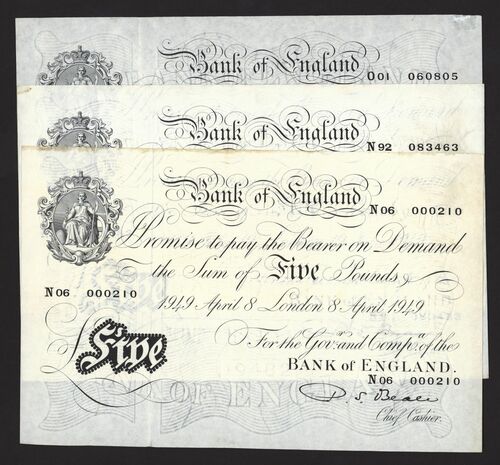 Bank of England
O01 060805
Bank of England
N92 083463
Bank of England
N06 000210
Promise to pay the Bearer on Demand
the Sum of Five Pounds
N06 000210
1949 April 8 London 8 April 1949
£Five
For the Govr. and Compa. of the
BANK of ENGLAND.
N06 000210
P. S. Beale
Chief Cashier.